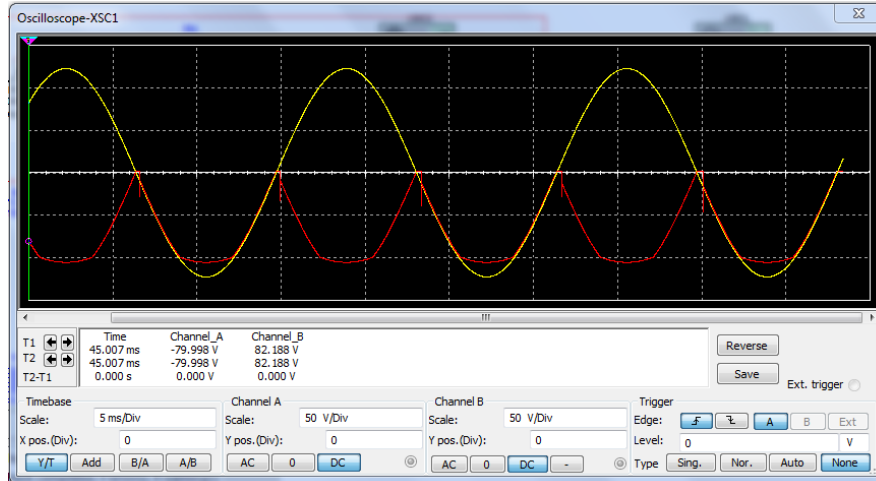 Oscilloscope-XSC1
Time Channel_A Channel_B
T1 45.007 ms -79.998 V 82.188 V
T2 45.007 ms -79.998 V 82.188 V
T2-T1 0.000 s 0.000 V 0.000 V
Reverse
Save
Ext. trigger
Timebase Channel A Channel B Trigger
Scale: 5 ms/Div Scale: 50 V/Div Scale: 50 V/Div Edge: A B Ext
X pos.(Div): 0 Y pos.(Div): 0 Y pos.(Div): 0 Level: 0 V
Y/T Add B/A A/B AC 0 DC AC 0 DC - Type Sing. Nor. Auto None